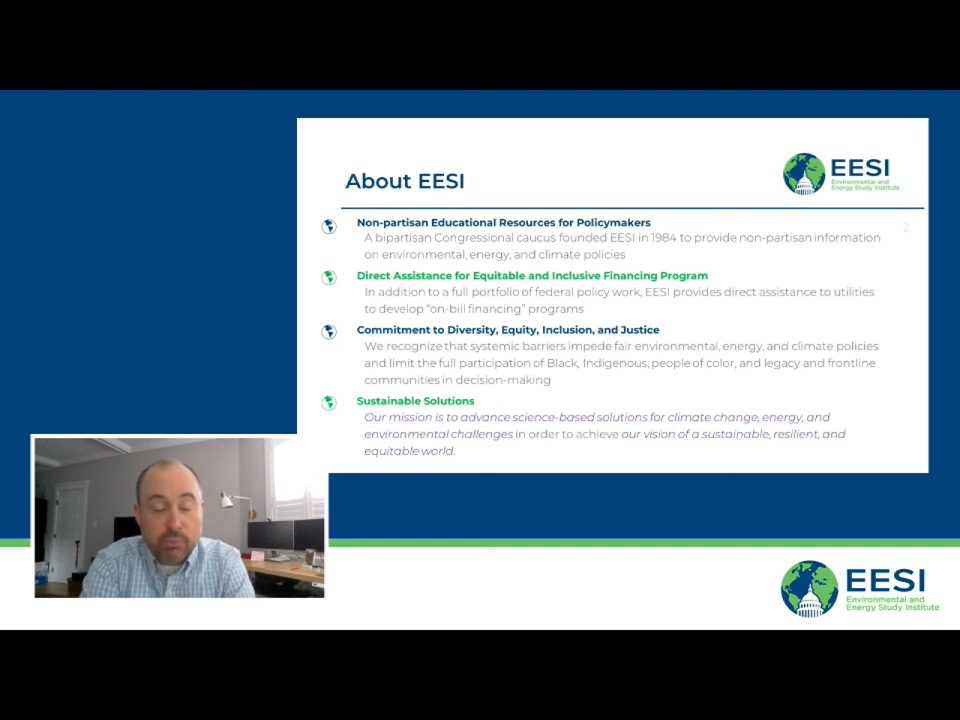 About EESI
EESI
Environmental and
Energy Study Institute
2
Non-partisan Educational Resources for Policymakers
A bipartisan Congressional caucus founded EESI in 1984 to provide non-partisan information
on environmental, energy, and climate policies
Direct Assistance for Equitable and Inclusive Financing Program
In addition to a full portfolio of federal policy work, EESI provides direct assistance to utilities
to develop “on-bill financing” programs
Commitment to Diversity, Equity, Inclusion, and Justice
We recognize that systemic barriers impede fair environmental, energy, and climate policies
and limit the full participation of Black, Indigenous, people of color, and legacy and frontline
communities in decision-making
Sustainable Solutions
Our mission is to advance science-based solutions for climate change, energy, and
environmental challenges in order to achieve our vision of a sustainable, resilient, and
equitable world.
EESI
Environmental and
Energy Study Institute